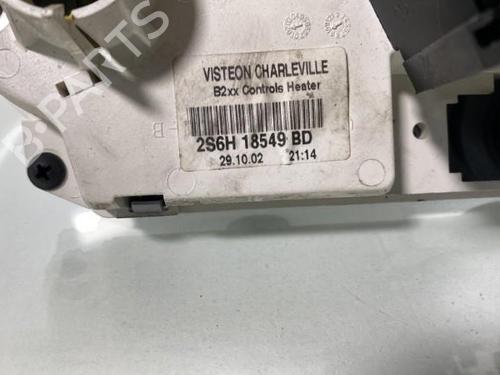 B-PARTS
VISTEON CHARLEVILLE
B2xx Controls Heater
2S6H 18549 BD
29.10.02 21:14
B